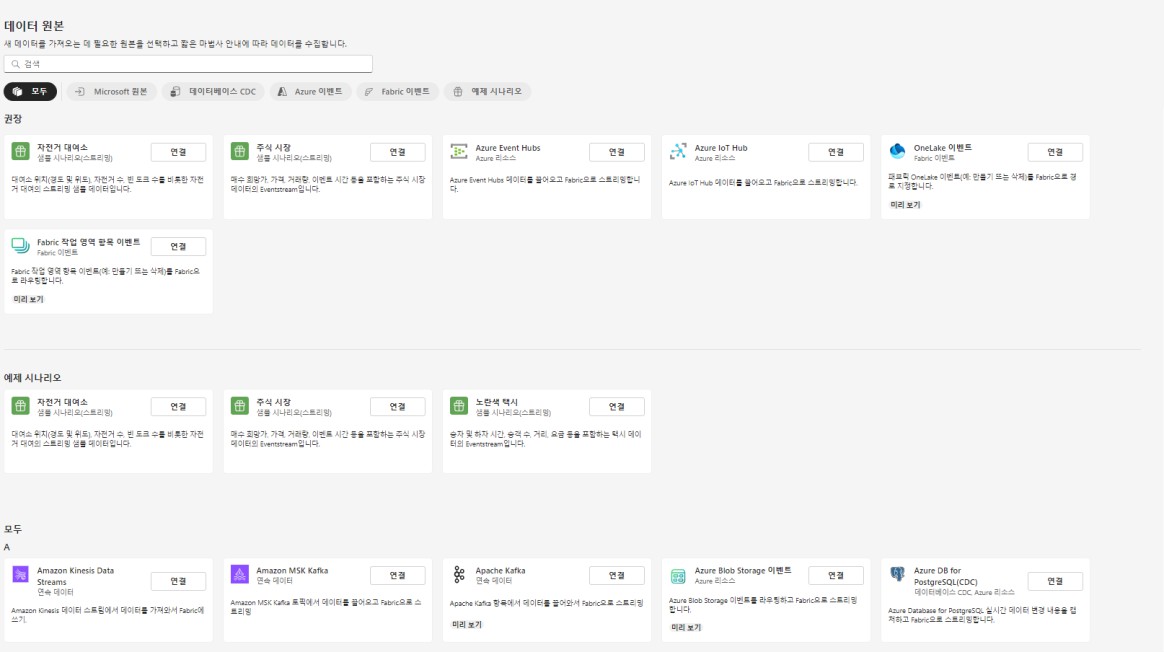 데이터 원본
새 데이터를 가져오는 데 필요한 원본을 선택하고 짧은 마법사 안내에 따라 데이터를 수집합니다.
검색
모두
Microsoft 원본
데이터베이스 CDC
Azure 이벤트
Fabric 이벤트
예제 시나리오
권장
자전거 대여소
샘플 시나리오(스트리밍)
연결
대여소 위치(경도 및 위도), 자전거 수, 빈 도크 수를 비롯한 자전
거 대여의 스트리밍 샘플 데이터입니다.
주식 시장
샘플 시나리오(스트리밍)
연결
매수 희망가, 가격, 거래량, 이벤트 시간 등을 포함하는 주식 시장
데이터의 Eventstream입니다.
Azure Event Hubs
Azure 리소스
연결
Azure Event Hubs 데이터를 끌어오고 Fabric으로 스트리밍합니
다.
Azure IoT Hub
Azure 리소스
연결
Azure IoT Hub 데이터를 끌어오고 Fabric으로 스트리밍합니다.
OneLake 이벤트
Fabric 이벤트
연결
패브릭 OneLake 이벤트(예: 만들기 또는 삭제)를 Fabric으로 경
로 지정합니다.
미리 보기
Fabric 작업 영역 항목 이벤트
Fabric 이벤트
연결
Fabric 작업 영역 항목 이벤트(예: 만들기 또는 삭제)를 Fabric으
로 라우팅합니다.
미리 보기
예제 시나리오
자전거 대여소
샘플 시나리오(스트리밍)
연결
대여소 위치(경도 및 위도), 자전거 수, 빈 도크 수를 비롯한 자전
거 대여의 스트리밍 샘플 데이터입니다.
주식 시장
샘플 시나리오(스트리밍)
연결
매수 희망가, 가격, 거래량, 이벤트 시간 등을 포함하는 주식 시장
데이터의 Eventstream입니다.
노란색 택시
샘플 시나리오(스트리밍)
연결
승차 및 하차 시간, 승객 수, 거리, 요금 등을 포함하는 택시 데이
터의 Eventstream입니다.
모두
A
Amazon Kinesis Data
Streams
연속 데이터
연결
Amazon Kinesis 데이터 스트림에서 데이터를 가져와서 Fabric에
쓰기.
Amazon MSK Kafka
연속 데이터
연결
Amazon MSK Kafka 토픽에서 데이터를 끌어오고 Fabric으로 스
트리밍
Apache Kafka
연속 데이터
연결
Apache Kafka 항목에서 데이터를 끌어와서 Fabric으로 스트리밍
미리 보기
Azure Blob Storage 이벤트
Azure 리소스
연결
Azure Blob Storage 이벤트를 라우팅하고 Fabric으로 스트리밍
합니다.
미리 보기
Azure DB for
PostgreSQL(CDC)
데이터베이스 CDC, Azure 리소스
연결
Azure Database for PostgreSQL 실시간 데이터 변경 내용을 캡
처하고 Fabric으로 스트리밍합니다.